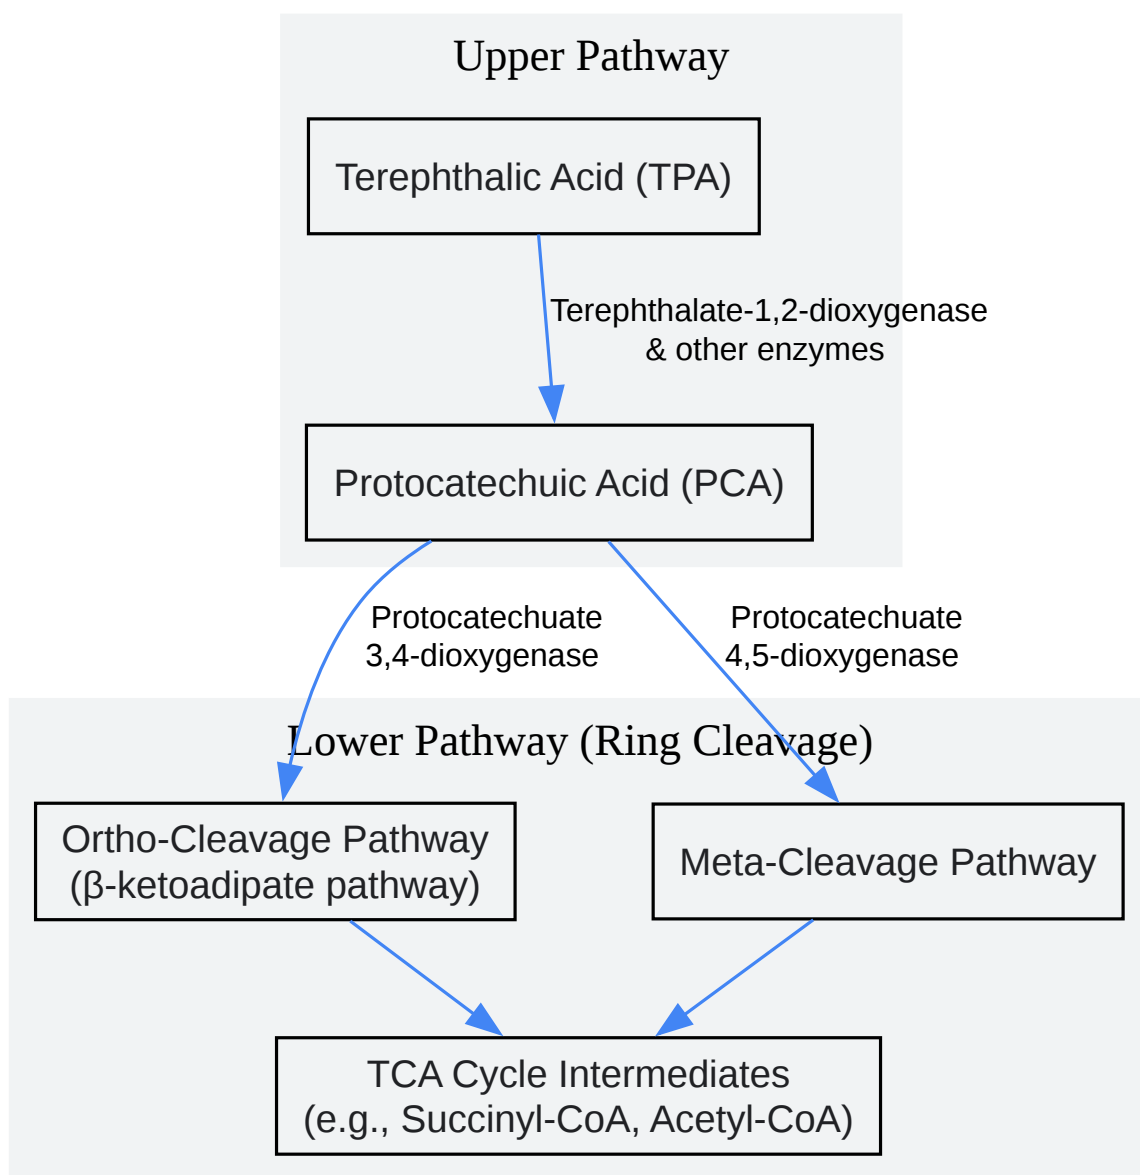 Upper Pathway
Terephthalic Acid (TPA)
Terephthalate-1,2-dioxygenase
& other enzymes
Protocatechuic Acid (PCA)
Protocatechuate
3,4-dioxygenase
Protocatechuate
4,5-dioxygenase
Lower Pathway (Ring Cleavage)
Ortho-Cleavage Pathway
(β-ketoadipate pathway)
Meta-Cleavage Pathway
TCA Cycle Intermediates
(e.g., Succinyl-CoA, Acetyl-CoA)